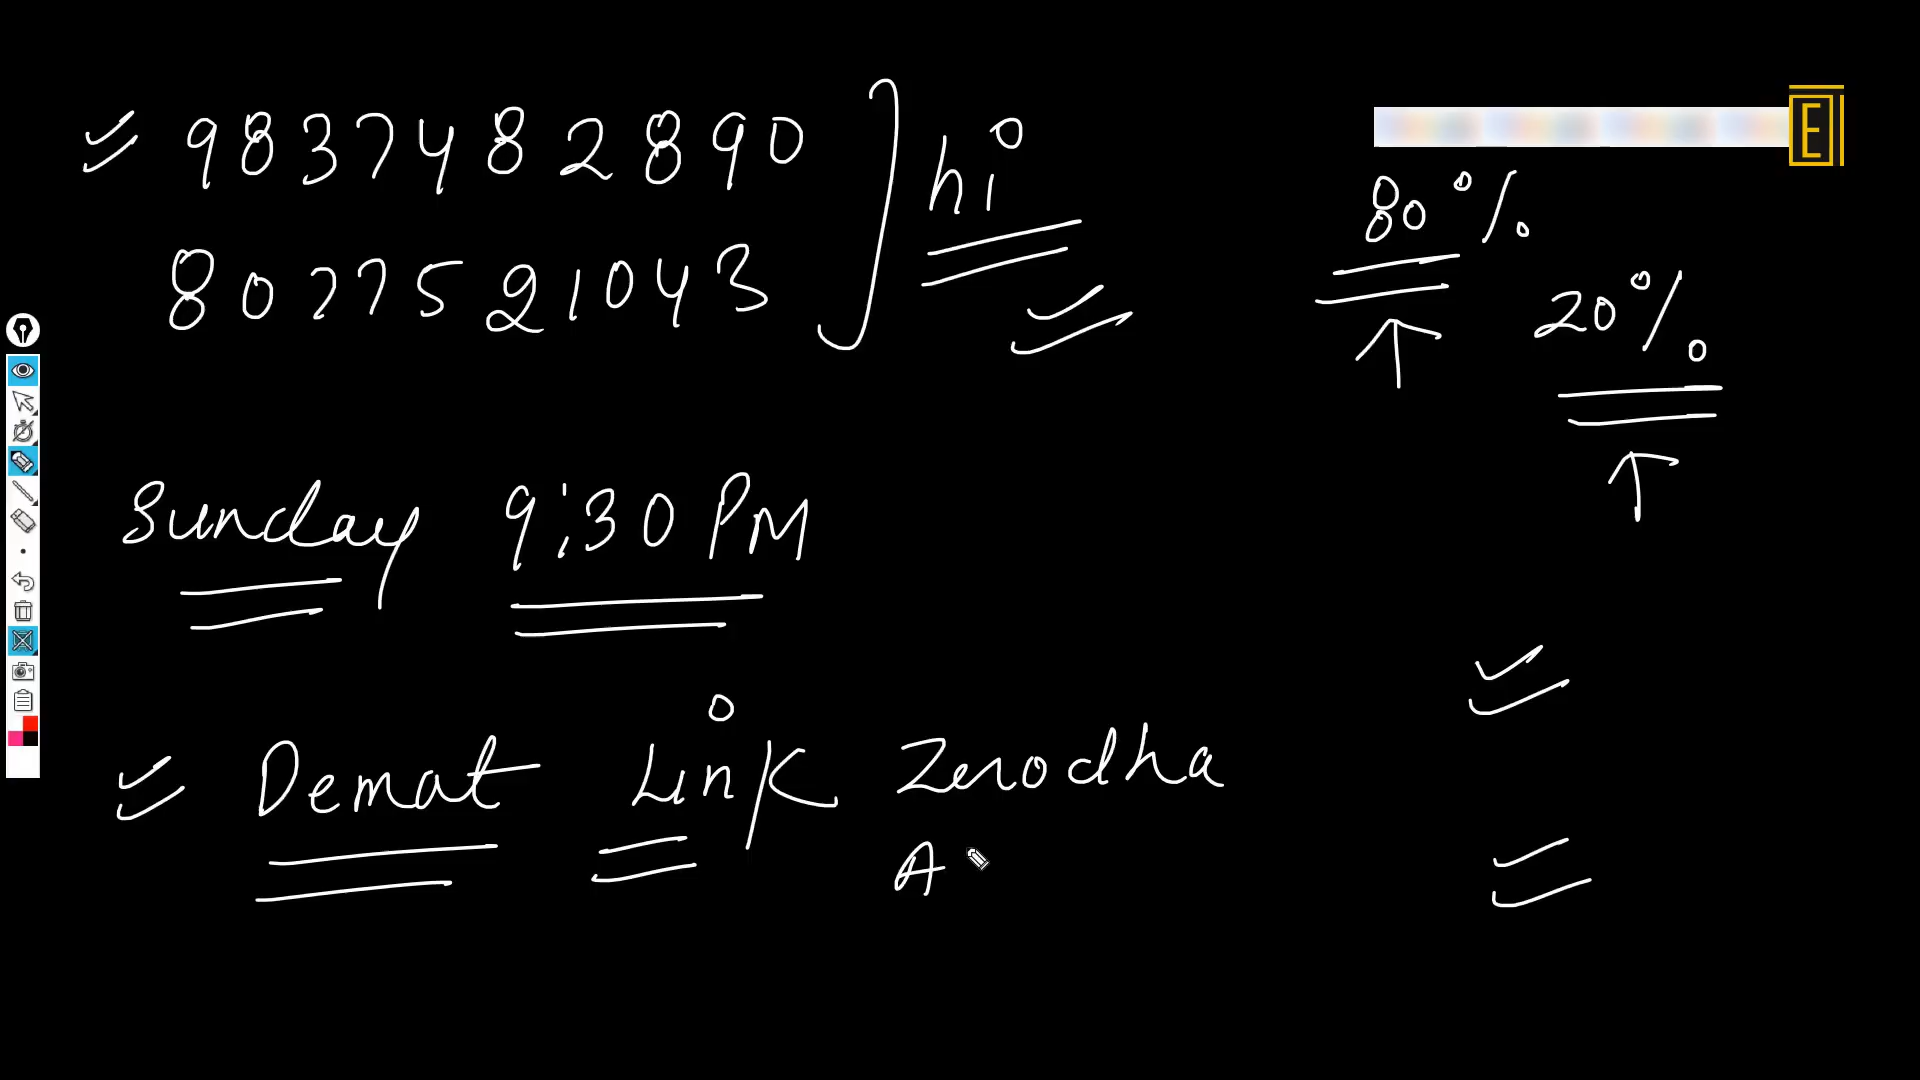 9837482890
8077521043
hi
80%
20%
Sunday 9:30 PM
Demat Link Zerodha
A
E